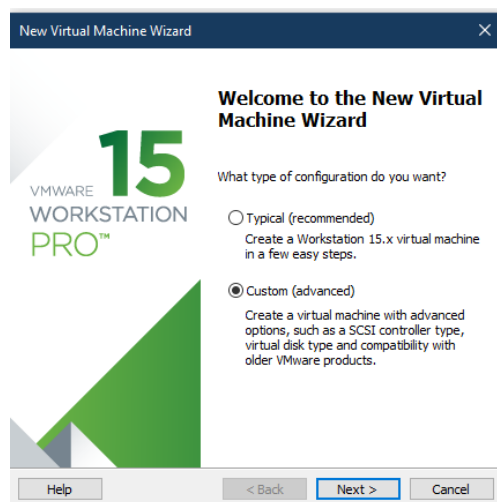 New Virtual Machine Wizard
VMWARE 15
WORKSTATION
PRO™
Welcome to the New Virtual
Machine Wizard
What type of configuration do you want?
Typical (recommended)
Create a Workstation 15.x virtual machine
in a few easy steps.
Custom (advanced)
Create a virtual machine with advanced
options, such as a SCSI controller type,
virtual disk type and compatibility with
older VMware products.
Help < Back Next > Cancel